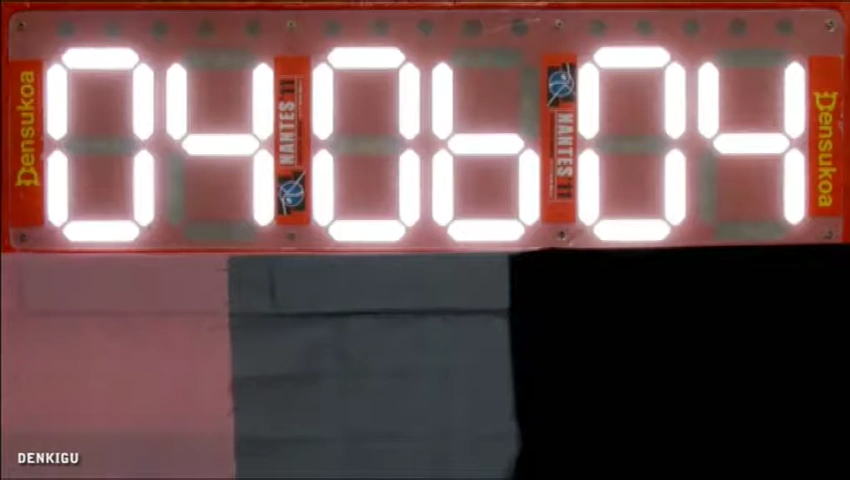 Densukoa
04
NANTES 11
06
NANTES 11
04
Densukoa
DENKIGU